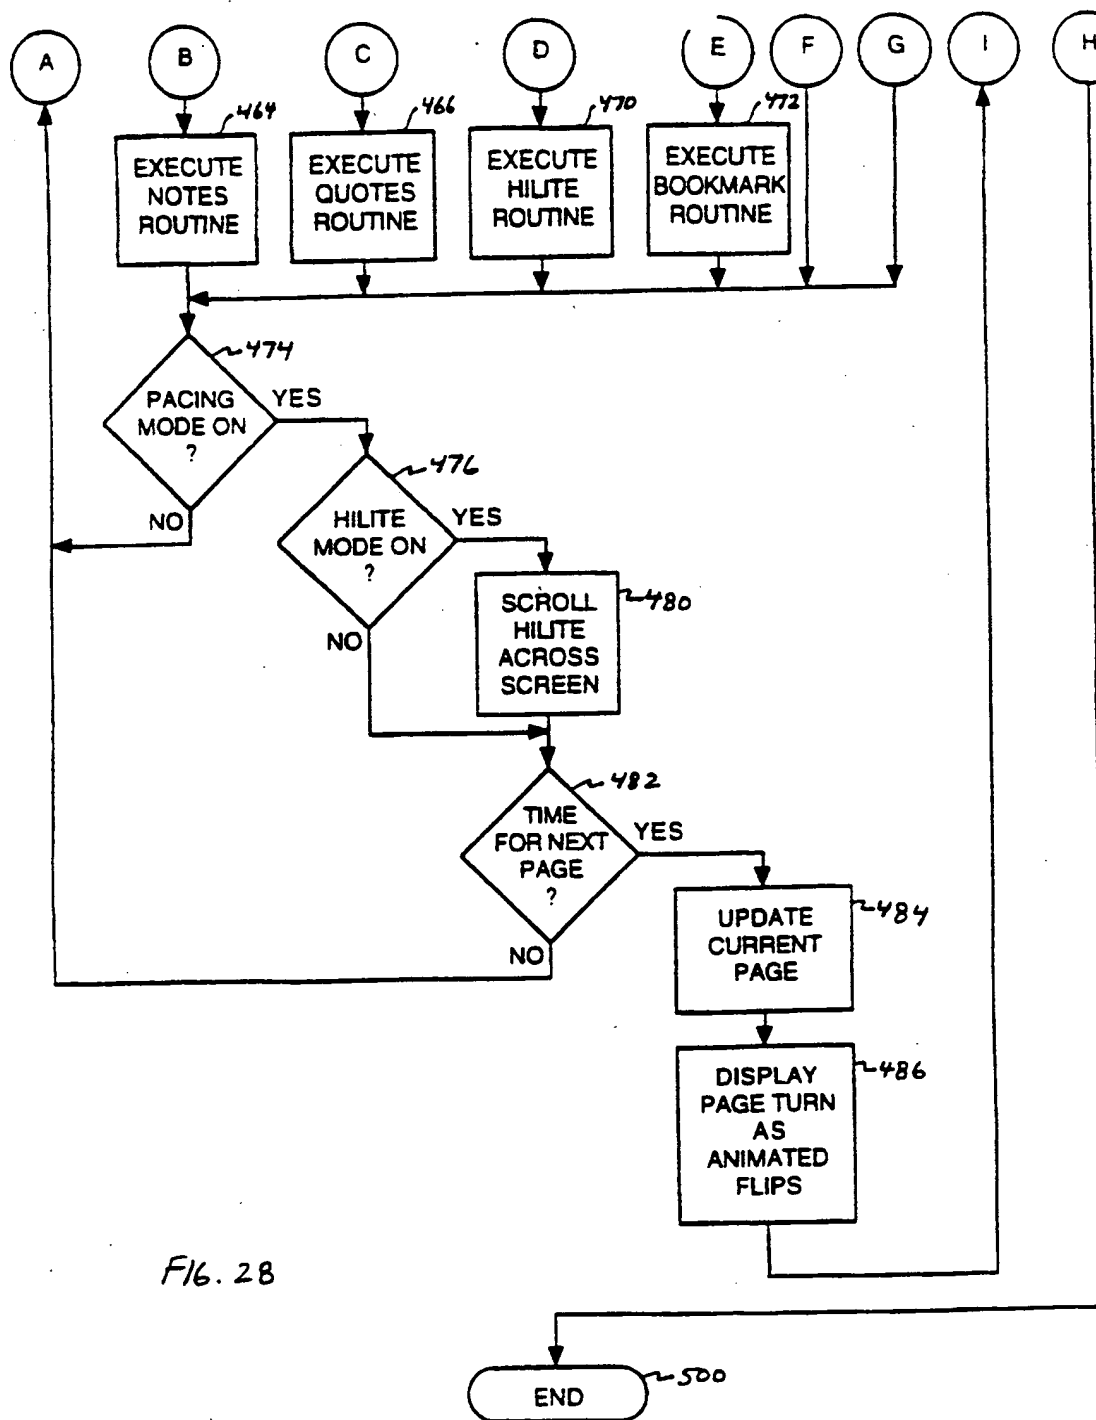 A B C D E F G I H
464 466 470 472
EXECUTE
NOTES
ROUTINE
EXECUTE
QUOTES
ROUTINE
EXECUTE
HILITE
ROUTINE
EXECUTE
BOOKMARK
ROUTINE
474
PACING
MODE ON
?
YES
NO
476
HILITE
MODE ON
?
YES
NO
480
SCROLL
HILITE
ACROSS
SCREEN
482
TIME
FOR NEXT
PAGE
?
YES
NO
484
UPDATE
CURRENT
PAGE
486
DISPLAY
PAGE TURN
AS
ANIMATED
FLIPS
FIG. 28
500
END